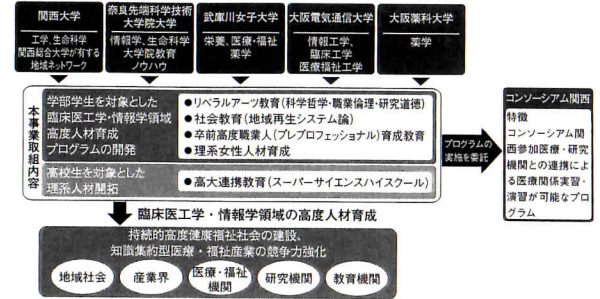 関西大学
工学、生命科学
関西総合大学が有する
地域ネットワーク
奈良先端科学技術
大学院大学
情報学、生命科学
大学院教育
ノウハウ
武庫川女子大学
栄養、医療・福祉
薬学
大阪電気通信大学
情報工学、
臨床工学
医療福祉工学
大阪薬科大学
薬学
本事業取組内容
学部学生を対象とした
臨床医工学・情報学領域
高度人材育成
プログラムの開発
●リベラルアーツ教育(科学哲学・職業倫理・研究道徳)
●社会教育(地域再生システム論)
●卒前高度職業人(プレプロフェッショナル)育成教育
●理系女性人材育成
高校生を対象とした
理系人材開拓
●高大連携教育(スーパーサイエンスハイスクール)
プログラムの
実施を委託
コンソーシアム関西
特徴
コンソーシアム関
西参加医療・研究
機関との連携によ
る医療関係実習・
演習が可能なプロ
グラム
臨床医工学・情報学領域の高度人材育成
持続的高度健康福祉社会の建設、
知識集約型医療・福祉産業の競争力強化
地域社会
産業界
医療・福祉
機関
研究機関
教育機関